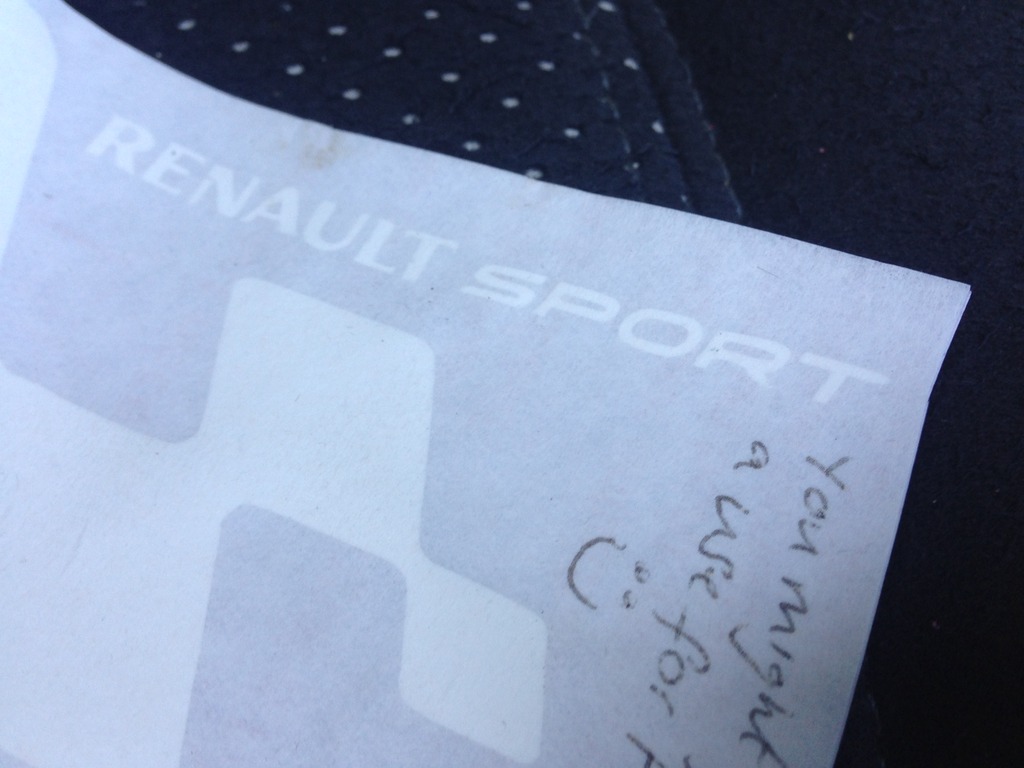 RENAULT SPORT
You might
a use for